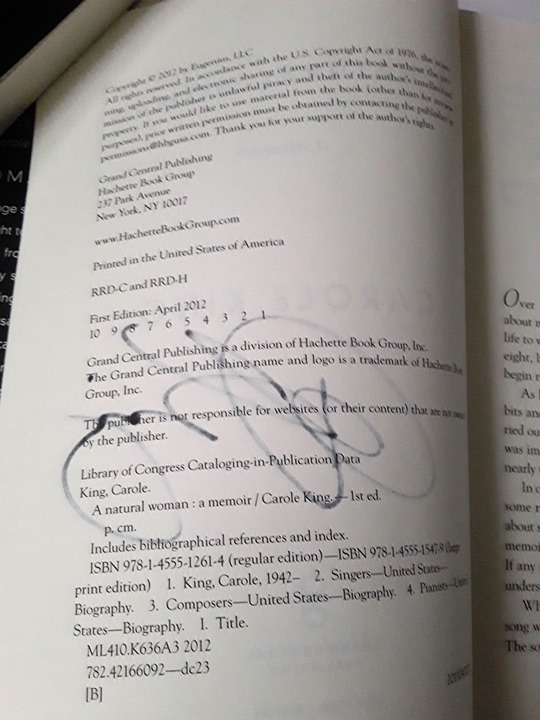 Copyright © 2012 by Eugenius, LLC
All rights reserved. In accordance with the U.S. Copyright Act of 1976, the scan-
ning, uploading, and electronic sharing of any part of this book without the per-
mission of the publisher is unlawful piracy and theft of the author's intellectual
property. If you would like to use material from the book (other than for review
purposes), prior written permission must be obtained by contacting the publisher at
permissions@hbgusa.com. Thank you for your support of the author's rights.
Grand Central Publishing
Hachette Book Group
237 Park Avenue
New York, NY 10017
www.HachetteBookGroup.com
Printed in the United States of America
RRD-C and RRD-H
First Edition: April 2012
10 9 8 7 6 5 4 3 2 1
Grand Central Publishing is a division of Hachette Book Group, Inc.
The Grand Central Publishing name and logo is a trademark of Hachette Book
Group, Inc.
The publisher is not responsible for websites (or their content) that are not owned
by the publisher.
Library of Congress Cataloging-in-Publication Data
King, Carole.
A natural woman : a memoir / Carole King.—1st ed.
p. cm.
Includes bibliographical references and index.
ISBN 978-1-4555-1261-4 (regular edition)—ISBN 978-1-4555-1547-9 (large
print edition) 1. King, Carole, 1942– 2. Singers—United States—
Biography. 3. Composers—United States—Biography. 4. Pianists—United
States—Biography. I. Title.
ML410.K636A3 2012
782.42166092—dc23
[B]
Over
about
life to
eight,
begin
As
bits an
ried ou
was im
nearly
In
some
about
memoi
If any
unders
Wh
song w
The so